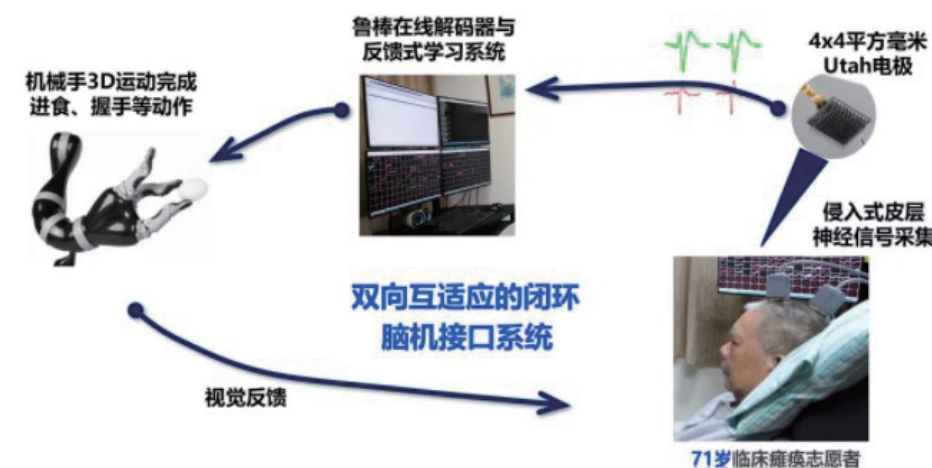 鲁棒在线解码器与
反馈式学习系统
4x4平方毫米
Utah电极
机械手3D运动完成
进食、握手等动作
侵入式皮层
神经信号采集
双向互适应的闭环
脑机接口系统
视觉反馈
71岁临床瘫痪志愿者